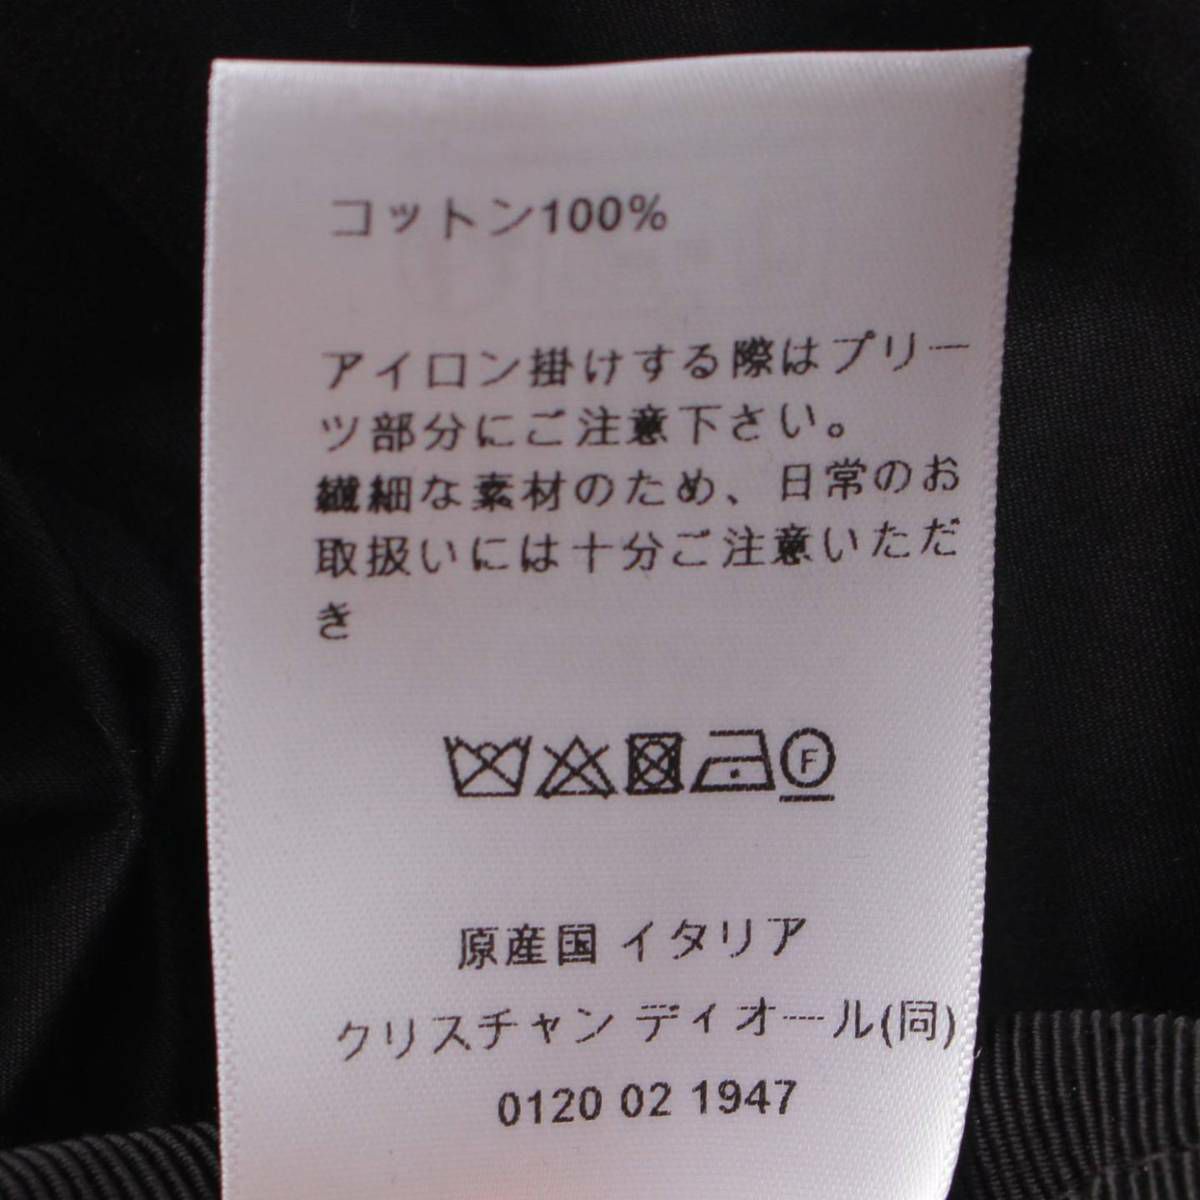 コットン100%
アイロン掛けする際はプリー
ツ部分にご注意下さい。
繊細な素材のため、日常のお
取扱いには十分ご注意いただ
き
F
原産国 イタリア
クリスチャン ディオール(同)
0120 02 1947